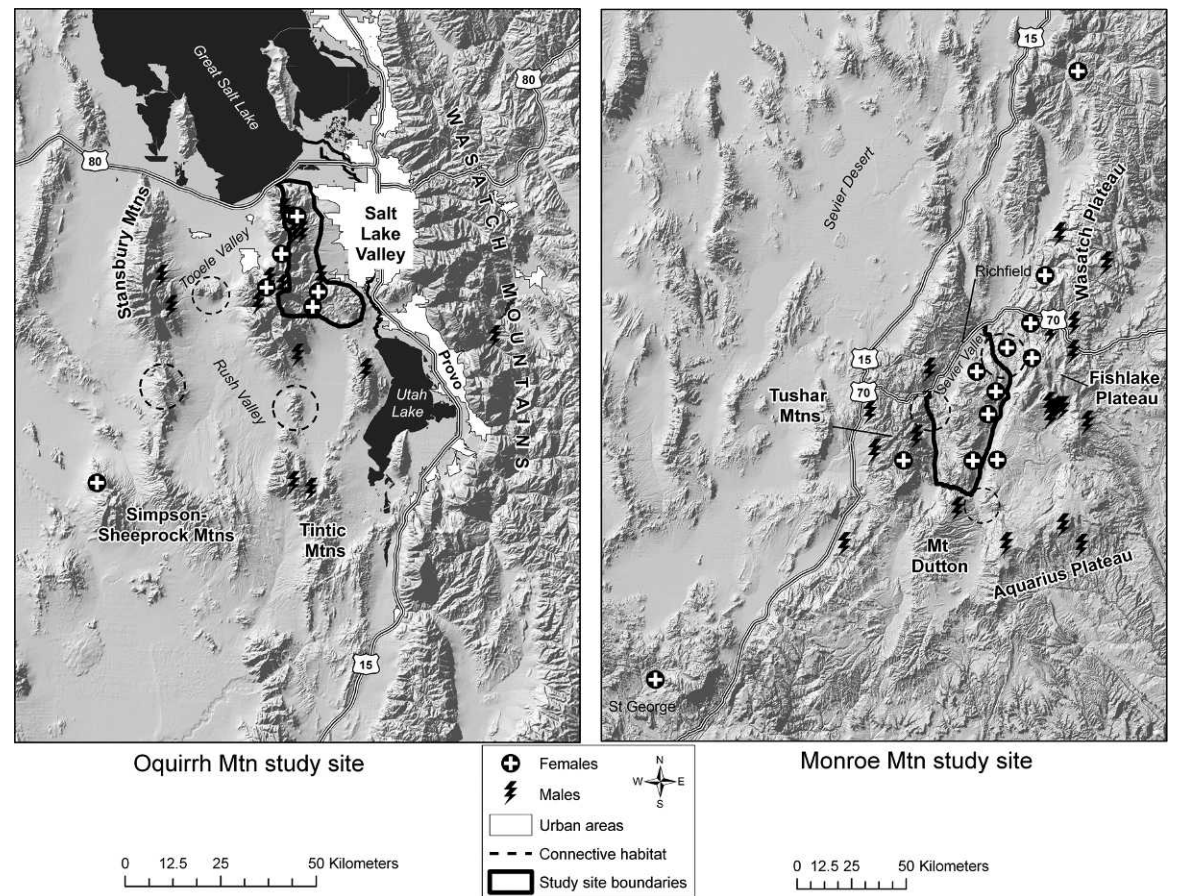 Great Salt Lake
80
80
WASATCH MOUNTAINS
Stansbury Mtns
Tooele Valley
Salt
Lake
Valley
Rush Valley
Provo
Utah
Lake
Simpson-
Sheeprock Mtns
Tintic
Mtns
15
15
Sevier Desert
Wasatch Plateau
Richfield
70
15
70
Sevier Valley
Tushar
Mtns
Fishlake
Plateau
Mt
Dutton
Aquarius Plateau
St George
Oquirrh Mtn study site
Monroe Mtn study site
Females
Males
Urban areas
Connective habitat
Study site boundaries
N
W E
S
0 12.5 25 50 Kilometers
0 12.5 25 50 Kilometers